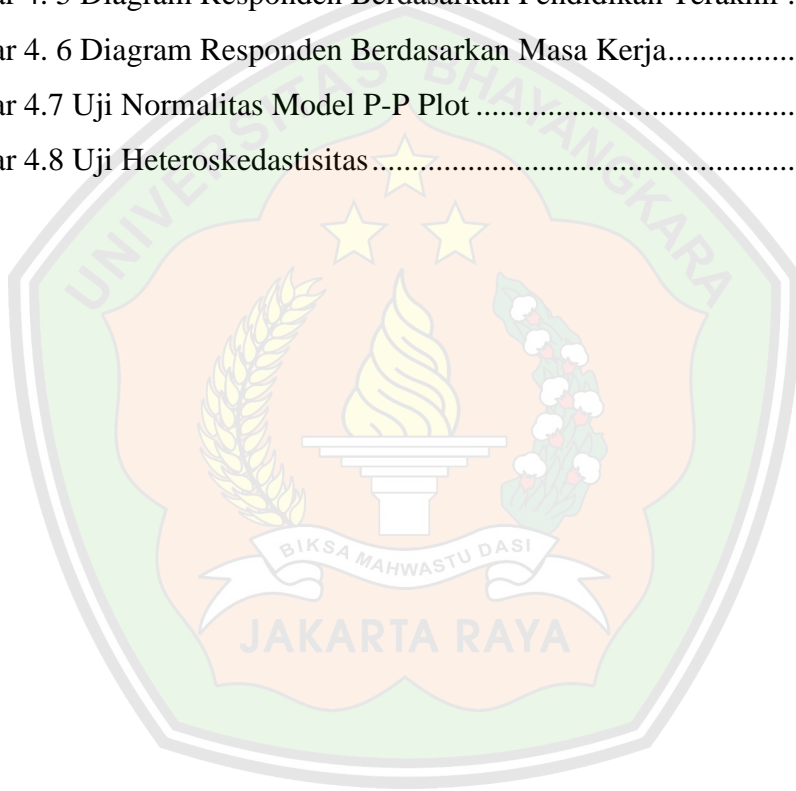 ar 4. 5 Diagram Responden Berdasarkan Pendidikan Terakhir .
ar 4. 6 Diagram Responden Berdasarkan Masa Kerja................
ar 4.7 Uji Normalitas Model P-P Plot ........................................
ar 4.8 Uji Heteroskedastisitas.....................................................
UNIVERSITAS BHAYANGKARA
BIKSA MAHWASTU DASI
JAKARTA RAYA